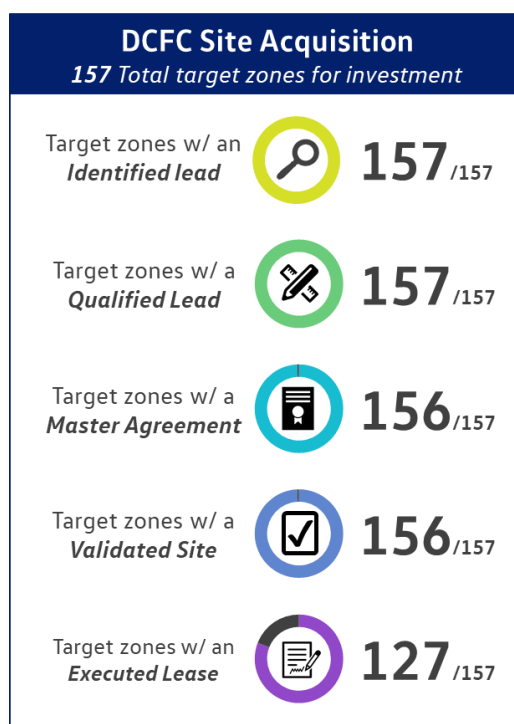 DCFC Site Acquisition
157 Total target zones for investment
Target zones w/ an
Identified lead
157/157
Target zones w/ a
Qualified Lead
157/157
Target zones w/ a
Master Agreement
156/157
Target zones w/ a
Validated Site
156/157
Target zones w/ an
Executed Lease
127/157